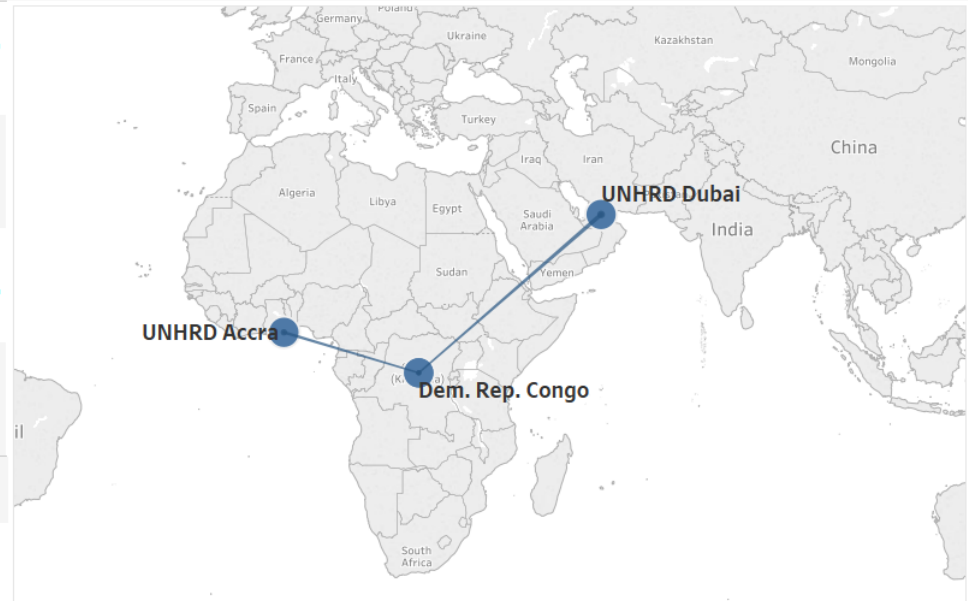 Poland
Germany
Ukraine
Kazakhstan
France
Mongolia
Italy
Spain
Turkey
China
Iraq
Iran
Algeria
Libya
Egypt
UNHRD Dubai
Saudi
Arabia
India
Sudan
Yemen
UNHRD Accra
Dem. Rep. Congo
il
South
Africa